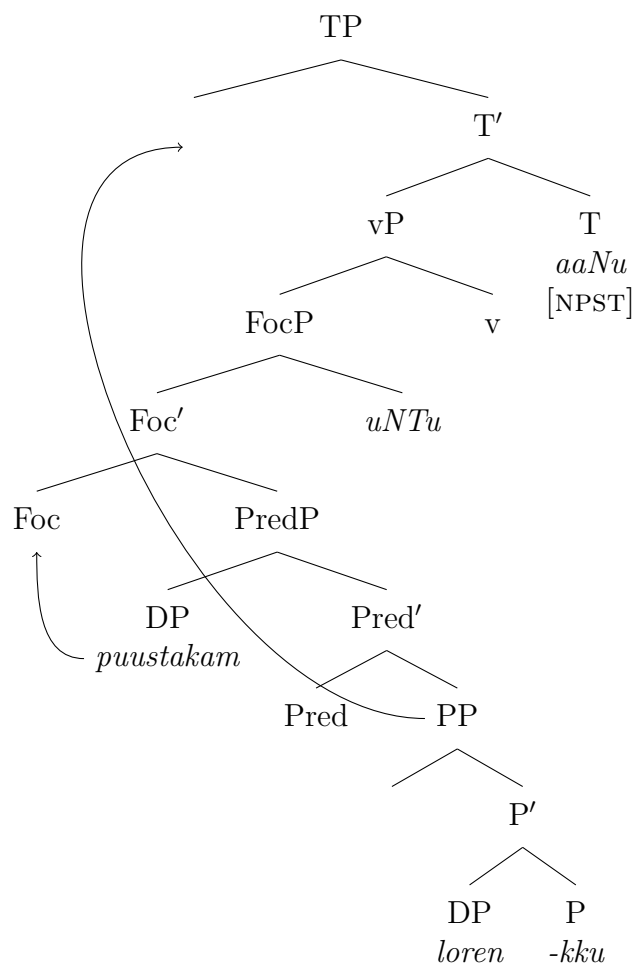 TP
T′
vP T
aaNu
[NPST]
FocP v
Foc′ uNTu
Foc PredP
DP Pred′
puustakam
Pred PP
P′
DP P
loren -kku